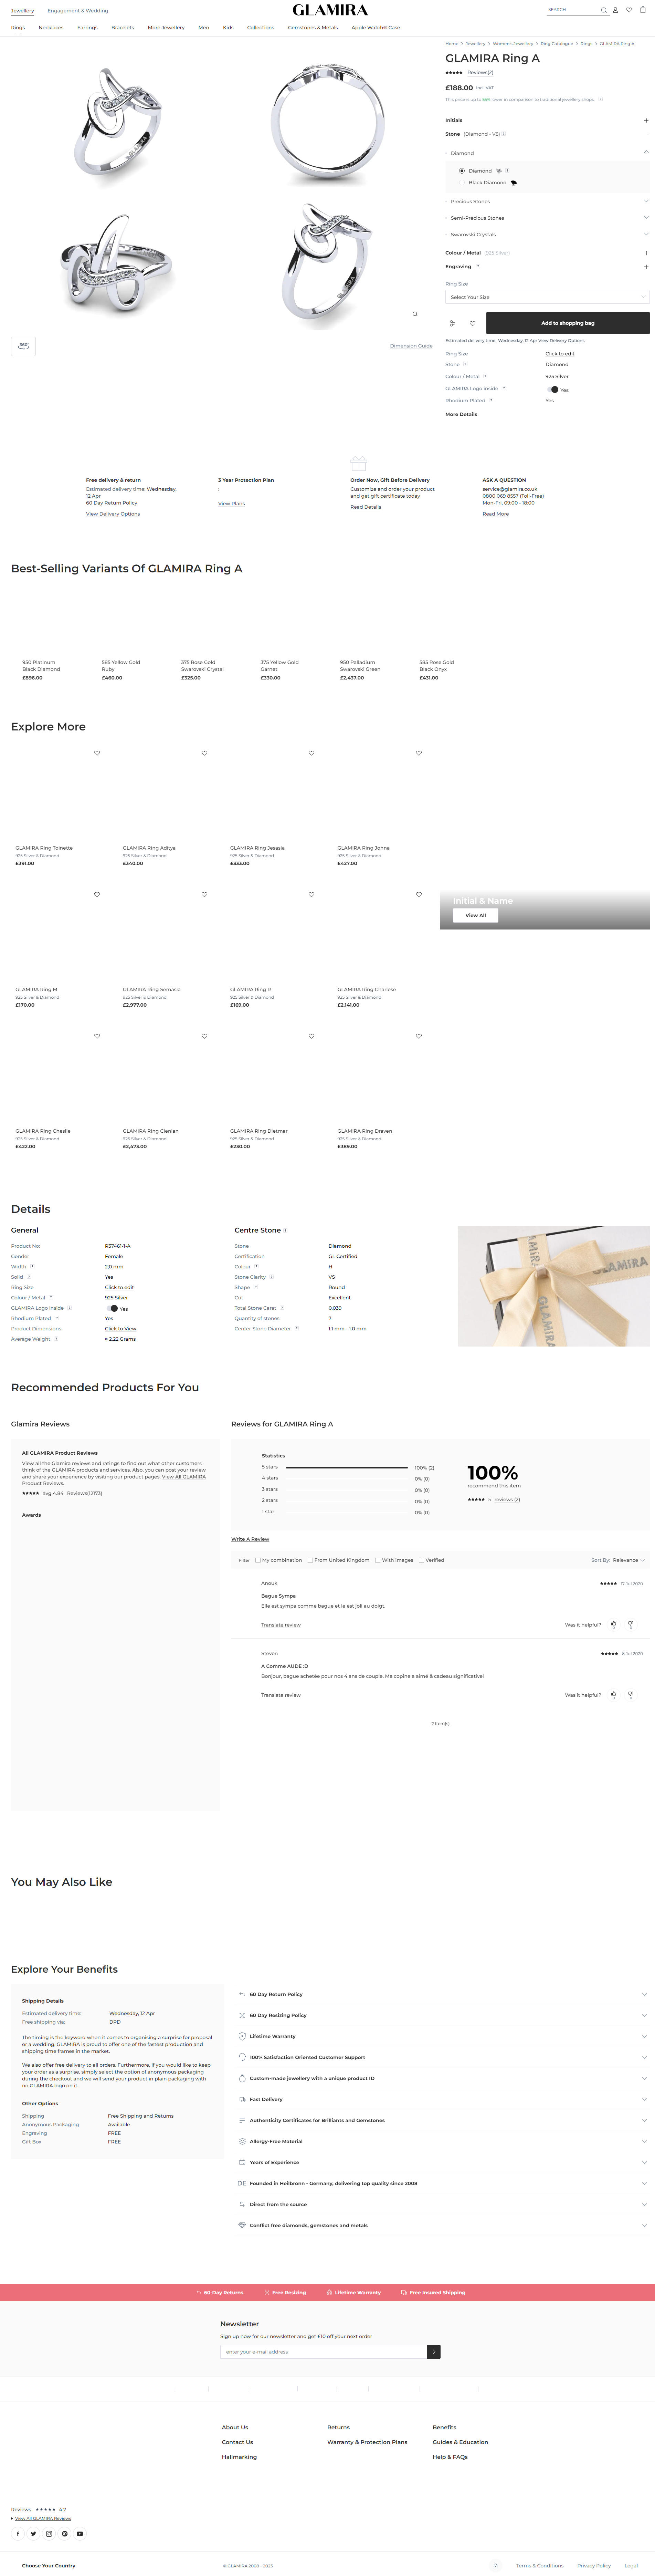 Jewellery Engagement & Wedding
GLAMIRA
SEARCH
Rings Necklaces Earrings Bracelets More Jewellery Men Kids Collections Gemstones & Metals Apple Watch® Case
Home Jewellery Women's Jewellery Ring Catalogue Rings GLAMIRA Ring A
GLAMIRA Ring A
★★★★★ Reviews(2)
£188.00 incl. VAT
Initials +
Stone (Diamond - VS) ? −
Diamond
Diamond ?
Black Diamond
Precious Stones
Semi-Precious Stones
Swarovski Crystals
Colour / Metal (925 Silver) +
Engraving ? +
Ring Size
Select Your Size
Add to shopping bag
Estimated delivery time: Wednesday, 12 Apr View Delivery Options
Ring Size Click to edit
Stone ? Diamond
Colour / Metal ? 925 Silver
GLAMIRA Logo Inside ? Yes
Rhodium Plated ? Yes
More Details
360°
Dimension Guide
Free delivery & return
Estimated delivery time: Wednesday, 12 Apr
60 Day Return Policy
View Delivery Options
3 Year Protection Plan
:
View Plans
Order Now, Gift Before Delivery
Customize and order your product
and get gift certificate today
Read Details
ASK A QUESTION
service@glamira.co.uk
0800 069 8557 (Toll-Free)
Mon-Fri, 09:00 - 18:00
Read More
Best-Selling Variants Of GLAMIRA Ring A
950 Platinum
Black Diamond
£896.00
585 Yellow Gold
Ruby
£460.00
375 Rose Gold
Swarovski Crystal
£325.00
375 Yellow Gold
Garnet
£330.00
950 Palladium
Swarovski Green
£2,437.00
585 Rose Gold
Black Onyx
£431.00
Explore More
GLAMIRA Ring Toinette
925 Silver & Diamond
£391.00
GLAMIRA Ring Aditya
925 Silver & Diamond
£340.00
GLAMIRA Ring Jesasia
925 Silver & Diamond
£333.00
GLAMIRA Ring Johna
925 Silver & Diamond
£427.00
Initial & Name
View All
GLAMIRA Ring M
925 Silver & Diamond
£170.00
GLAMIRA Ring Semasia
925 Silver & Diamond
£2,977.00
GLAMIRA Ring R
925 Silver & Diamond
£169.00
GLAMIRA Ring Charlese
925 Silver & Diamond
£2,141.00
GLAMIRA Ring Chesile
925 Silver & Diamond
£422.00
GLAMIRA Ring Cienian
925 Silver & Diamond
£2,473.00
GLAMIRA Ring Dietmar
925 Silver & Diamond
£230.00
GLAMIRA Ring Draven
925 Silver & Diamond
£389.00
Details
General
Product No: R37461-1-A
Gender Female
Width ? 2,0 mm
Solid ? Yes
Ring Size Click to edit
Colour / Metal ? 925 Silver
GLAMIRA Logo Inside ? Yes
Rhodium Plated ? Yes
Product Dimensions Click to View
Average Weight ? ≈ 2.22 Grams
Centre Stone ?
Stone Diamond
Certification GL Certified
Colour ? H
Stone Clarity ? VS
Shape ? Round
Cut Excellent
Total Stone Carat ? 0.039
Quantity of stones 7
Center Stone Diameter ? 1.1 mm - 1.0 mm
GLAMIRA
Recommended Products For You
Glamira Reviews
All GLAMIRA Product Reviews
View all the Glamira reviews and ratings to find out what other customers
think of the GLAMIRA products and services. Also, you can post your review
and share your experience by visiting our product pages. View All GLAMIRA
Product Reviews.
★★★★★ avg 4.84 Reviews(12773)
Awards
Reviews for GLAMIRA Ring A
Statistics
5 stars 100% (2)
4 stars 0% (0)
3 stars 0% (0)
2 stars 0% (0)
1 star 0% (0)
100%
recommend this item
★★★★★ 5 reviews (2)
Write A Review
Filter My combination From United Kingdom With images Verified
Sort By: Relevance
Anouk ★★★★★ 17 Jul 2020
Bague Sympa
Elle est sympa comme bague et le est joli au doigt.
Translate review Was it helpful?
Steven ★★★★★ 8 Jul 2020
A Comme AUDE :D
Bonjour, bague achetée pour nos 4 ans de couple. Ma copine a aimé & cadeau significative!
Translate review Was it helpful?
2 Item(s)
You May Also Like
Explore Your Benefits
Shipping Details
Estimated delivery time: Wednesday, 12 Apr
Free shipping via: DPD
The timing is the keyword when it comes to organising a surprise for proposal
or a wedding. GLAMIRA is proud to offer one of the fastest production and
shipping time frames in the market.
We also offer free delivery to all orders. Furthermore, if you would like to keep
your order as a surprise, simply select the option of anonymous packaging
during the checkout and we will send your product in plain packaging with
no GLAMIRA logo on it.
Other Options
Shipping Free Shipping and Returns
Anonymous Packaging Available
Engraving FREE
Gift Box FREE
60 Day Return Policy
60 Day Resizing Policy
Lifetime Warranty
100% Satisfaction Oriented Customer Support
Custom-made jewellery with a unique product ID
Fast Delivery
Authenticity Certificates for Brilliants and Gemstones
Allergy-Free Material
Years of Experience
DE Founded in Heilbronn - Germany, delivering top quality since 2008
Direct from the source
Conflict free diamonds, gemstones and metals
60-Day Returns Free Resizing Lifetime Warranty Free Insured Shipping
Newsletter
Sign up now for our newsletter and get £10 off your next order
enter your e-mail address
About Us Returns Benefits
Contact Us Warranty & Protection Plans Guides & Education
Hallmarking Help & FAQs
Reviews ★★★★★ 4.7
View All GLAMIRA Reviews
Choose Your Country
© GLAMIRA 2008 - 2023
Terms & Conditions Privacy Policy Legal